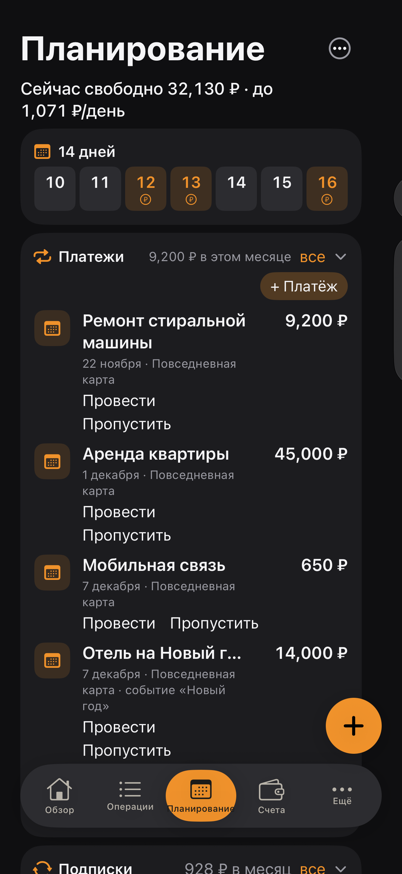 Планирование
Сейчас свободно 32,130 ₽ · до
1,071 ₽/день
14 дней
10 11 12 13 14 15 16
₽ ₽ ₽
Платежи 9,200 ₽ в этом месяце все
+ Платёж
Ремонт стиральной 9,200 ₽
машины
22 ноября · Повседневная
карта
Провести
Пропустить
Аренда квартиры 45,000 ₽
1 декабря · Повседневная
карта
Провести
Пропустить
Мобильная связь 650 ₽
7 декабря · Повседневная
карта
Провести Пропустить
Отель на Новый г... 14,000 ₽
7 декабря · Повседневная
карта · событие «Новый
год»
Провести
Пропустить
+
Обзор Операции Планирование Счета Ещё
Подписки 928 ₽ в месяц все